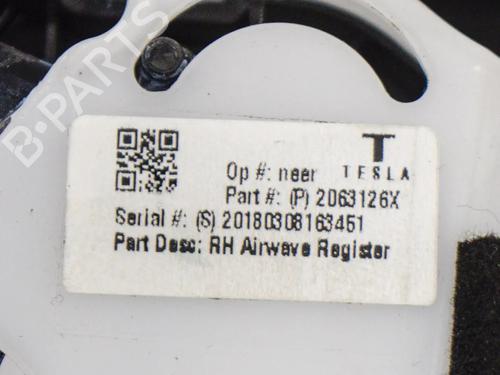 B-PARTS
T
Op #: neer TESLA
Part #: (P) 2063126X
Serial #: (S) 20180308163451
Part Desc: RH Airwave Register